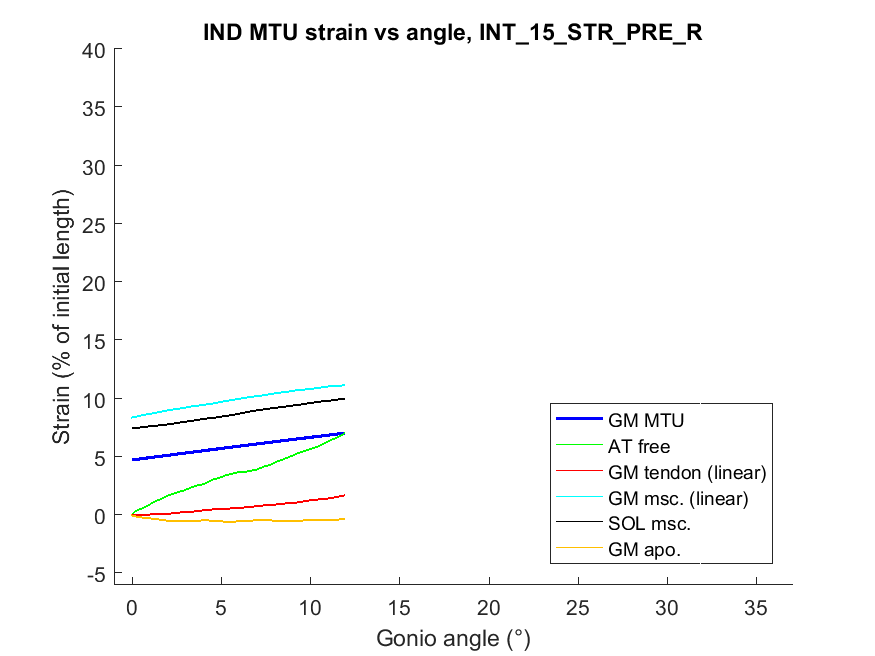 IND MTU strain vs angle, INT_15_STR_PRE_R
Strain (% of initial length)
40
35
30
25
20
15
10
5
0
-5
0 5 10 15 20 25 30 35
Gonio angle (°)
GM MTU
AT free
GM tendon (linear)
GM msc. (linear)
SOL msc.
GM apo.